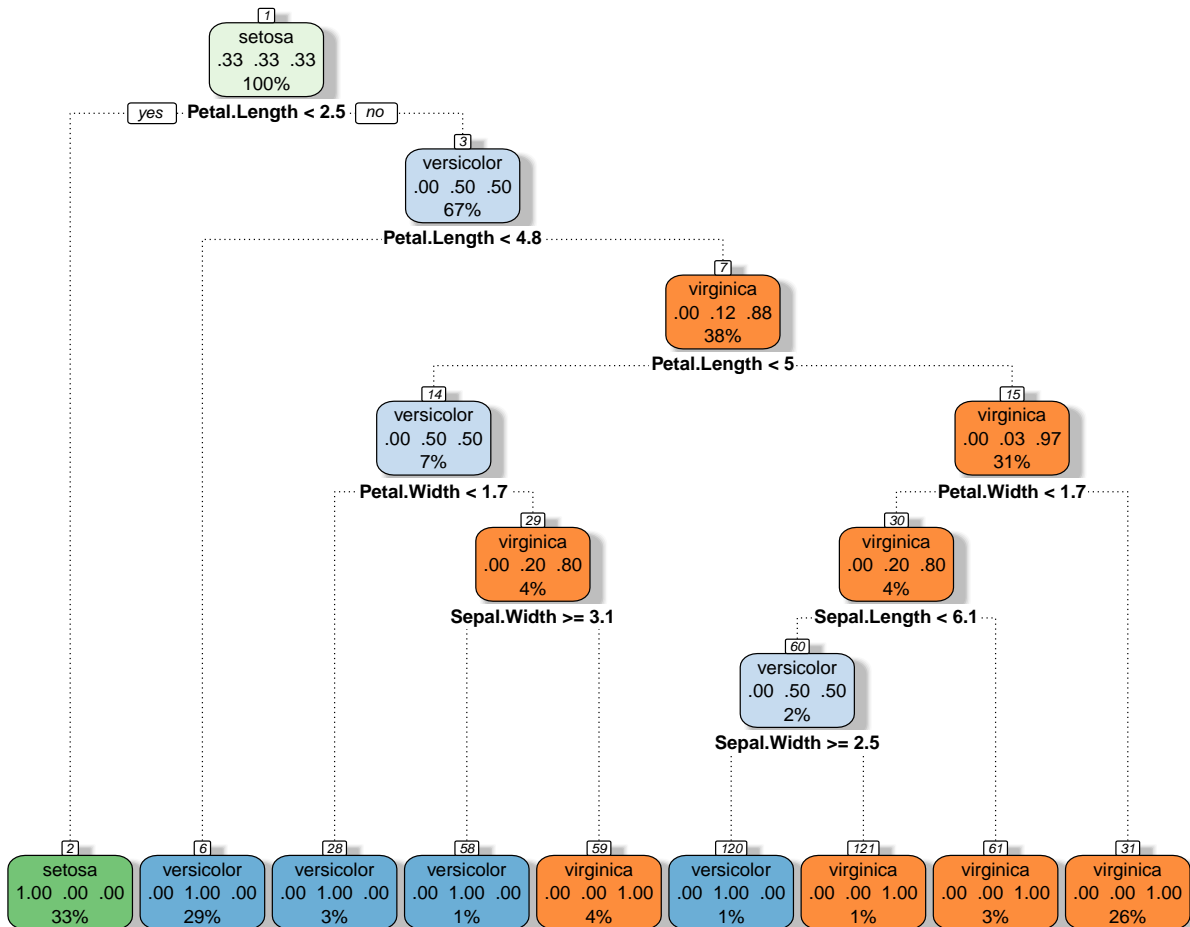 1
setosa
.33 .33 .33
100%
yes Petal.Length < 2.5 no
3
versicolor
.00 .50 .50
67%
Petal.Length < 4.8
7
virginica
.00 .12 .88
38%
Petal.Length < 5
14 15
versicolor virginica
.00 .50 .50 .00 .03 .97
7% 31%
Petal.Width < 1.7 Petal.Width < 1.7
29 30
virginica virginica
.00 .20 .80 .00 .20 .80
4% 4%
Sepal.Width >= 3.1 Sepal.Length < 6.1
60
versicolor
.00 .50 .50
2%
Sepal.Width >= 2.5
2 6 28 58 59 120 121 61 31
setosa versicolor versicolor versicolor virginica versicolor virginica virginica virginica
1.00 .00 .00 .00 1.00 .00 .00 1.00 .00 .00 1.00 .00 .00 .00 1.00 .00 1.00 .00 .00 .00 1.00 .00 .00 1.00 .00 .00 1.00
33% 29% 3% 1% 4% 1% 1% 3% 26%